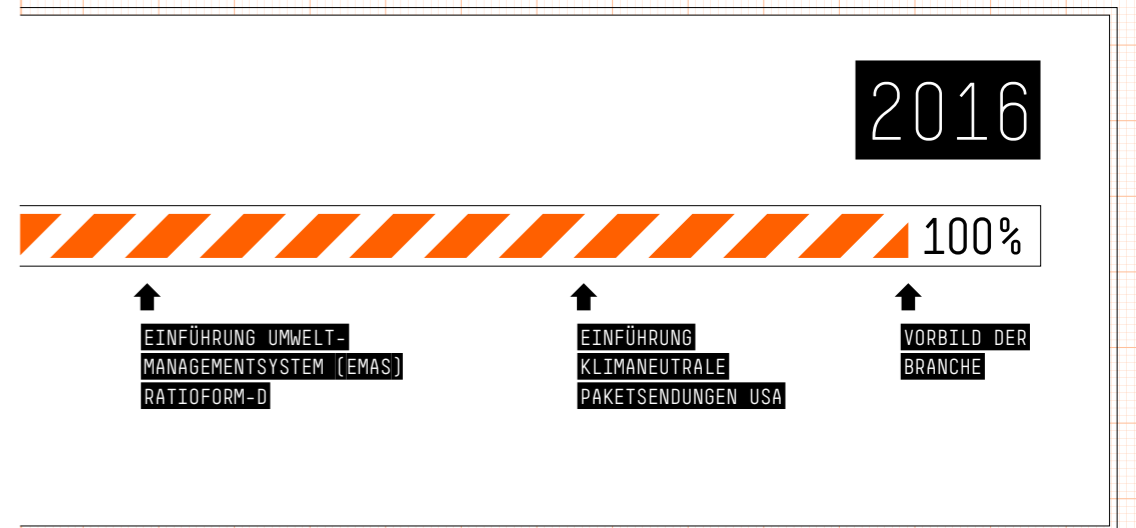 2016
100%
EINFÜHRUNG UMWELT-
MANAGEMENTSYSTEM (EMAS)
RATIOFORM-D
EINFÜHRUNG
KLIMANEUTRALE
PAKETSENDUNGEN USA
VORBILD DER
BRANCHE